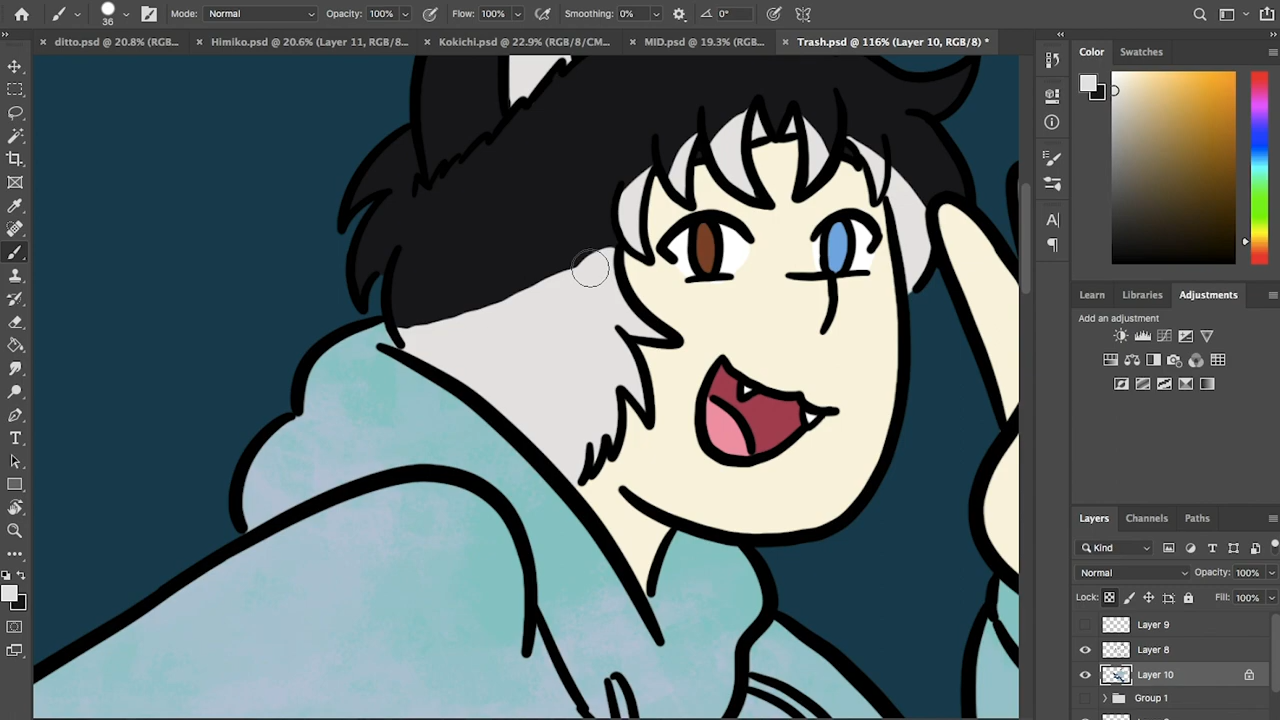 36 Mode: Normal Opacity: 100% Flow: 100% Smoothing: 0% 0°
ditto.psd @ 20.8% (RGB... Himiko.psd @ 20.6% (Layer 11, RGB/8... Kokichi.psd @ 22.9% (RGB/8/CM... MID.psd @ 19.3% (RGB... Trash.psd @ 116% (Layer 10, RGB/8) *
Color Swatches
Learn Libraries Adjustments
Add an adjustment
Layers Channels Paths
Kind
Normal Opacity: 100%
Lock: Fill: 100%
Layer 9
Layer 8
Layer 10
Group 1